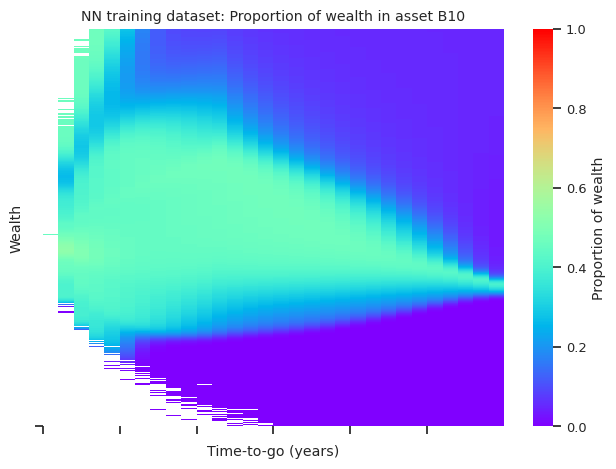 NN training dataset: Proportion of wealth in asset B10
Wealth
Time-to-go (years)
1.0
0.8
0.6
0.4
0.2
0.0
Proportion of wealth